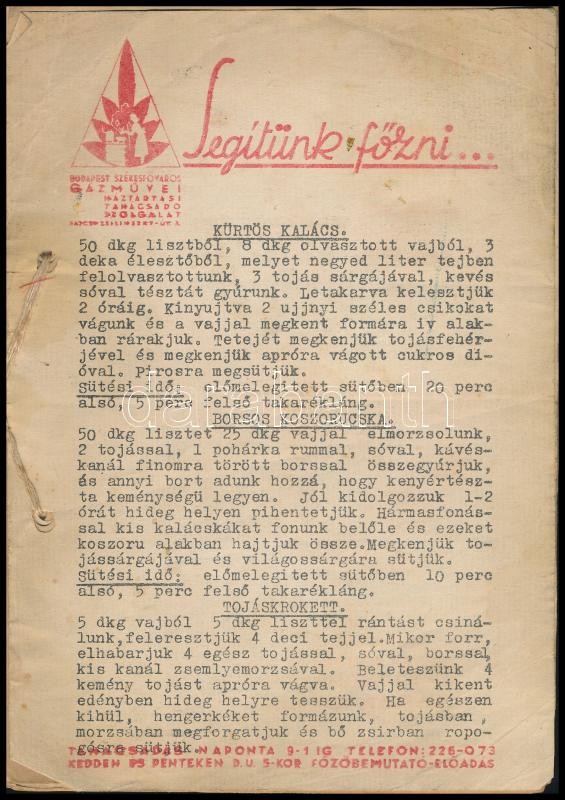 Segítünk főzni...
BUDAPEST SZÉKESFŐVÁROS
GÁZMŰVEI
HÁZTARTÁSI
TANÁCSADÓ
SZOLGÁLAT
KÜRTÖS KALÁCS.
50 dkg lisztből, 8 dkg olvasztott vajból, 3
deka élesztőből, melyet negyed liter tejben
felolvasztottunk, 3 tojás sárgájával, kevés
sóval tésztát gyúrunk. Letakarva kelesztjük
2 óráig. Kinyujtva 2 ujjnyi széles csikokat
vágunk és a vajjal megkent formára iv alak-
ban rárakjuk. Tetejét megkenjük tojásfehér-
jével és megkenjük apróra vágott cukros di-
óval. Pirosra megsütjük.
Sütési idő: előmelegitett sütőben 20 perc
alsó, 5 perc felső takarékláng.
BORSOS KOSZORUCSKA.
50 dkg lisztet 25 dkg vajjal elmorzsolunk,
2 tojással, 1 pohárka rummal, sóval, kávés-
kanál finomra törött borssal összegyúrjuk,
és annyi bort adunk hozzá, hogy kenyértész-
ta keménységü legyen. Jól kidolgozzuk 1-2
órát hideg helyen pihentetjük. Hármasfonás-
sal kis kalácskákat fonunk belőle és ezeket
koszoru alakban hajtjuk össze.Megkenjük to-
jássárgájával és világossárgára sütjük.
Sütési idő: előmelegitett sütőben 10 perc
alsó, 5 perc felső takarékláng.
TOJÁSKROKETT.
5 dkg vajból 5 dkg liszttel rántást csiná-
lunk,feleresztjük 4 deci tejjel.Mikor forr,
elhabarjuk 4 egész tojással, sóval, borssal,
kis kanál zsemlyemorzsával. Beleteszünk 4
kemény tojást apróra vágva. Vajjal kikent
edényben hideg helyre tesszük. Ha egészen
kihül, hengerkéket formázunk, tojásban,
morzsában megforgatjuk és bő zsirban ropo-
gósra sütjük.
TANÁCSADÁS NAPONTA 9-1 IG TELEFON: 226-073
KEDDEN ÉS PÉNTEKEN D.U. 5-KOR FŐZŐBEMUTATÓ-ELŐADÁS
darabanth